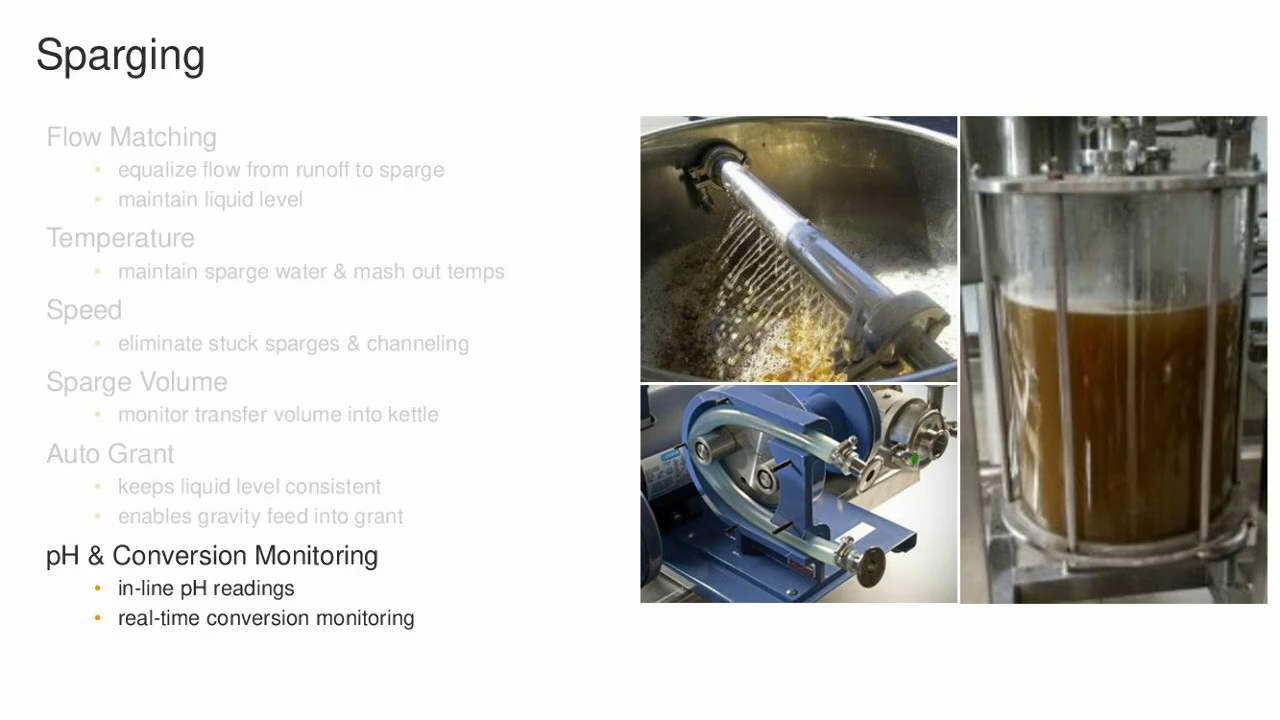 Sparging
Flow Matching
• equalize flow from runoff to sparge
• maintain liquid level
Temperature
• maintain sparge water & mash out temps
Speed
• eliminate stuck sparges & channeling
Sparge Volume
• monitor transfer volume into kettle
Auto Grant
• keeps liquid level consistent
• enables gravity feed into grant
pH & Conversion Monitoring
• in-line pH readings
• real-time conversion monitoring